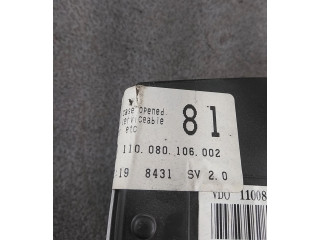 opened
81
etc
110.080.106.002
19 8431 SV 2.0
VDO 11008